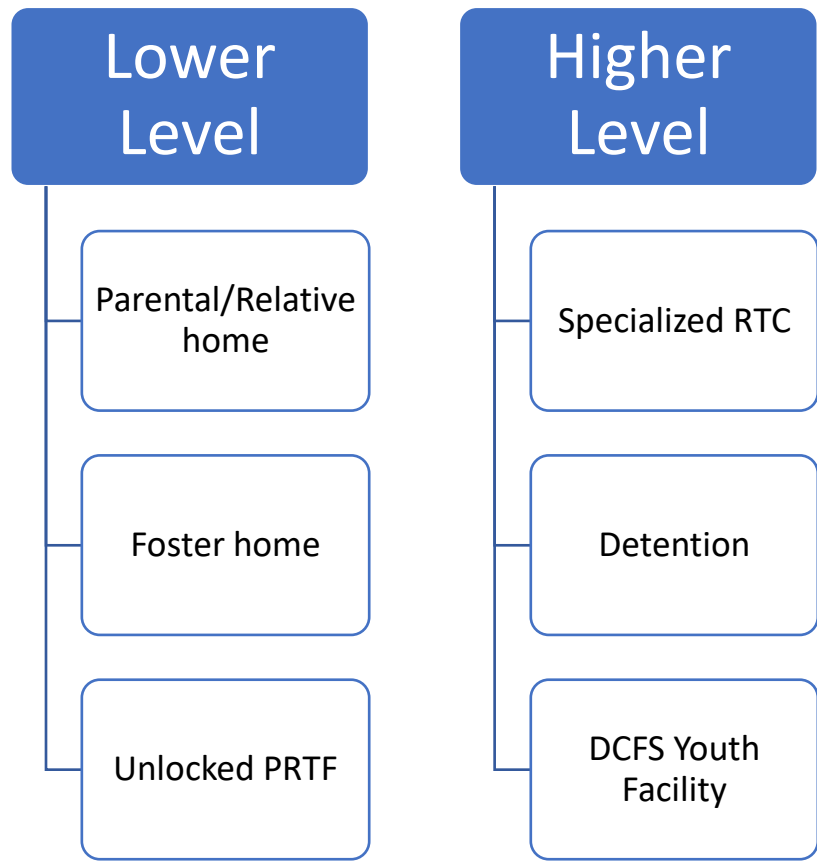 Lower
Level
Parental/Relative
home
Foster home
Unlocked PRTF
Higher
Level
Specialized RTC
Detention
DCFS Youth
Facility